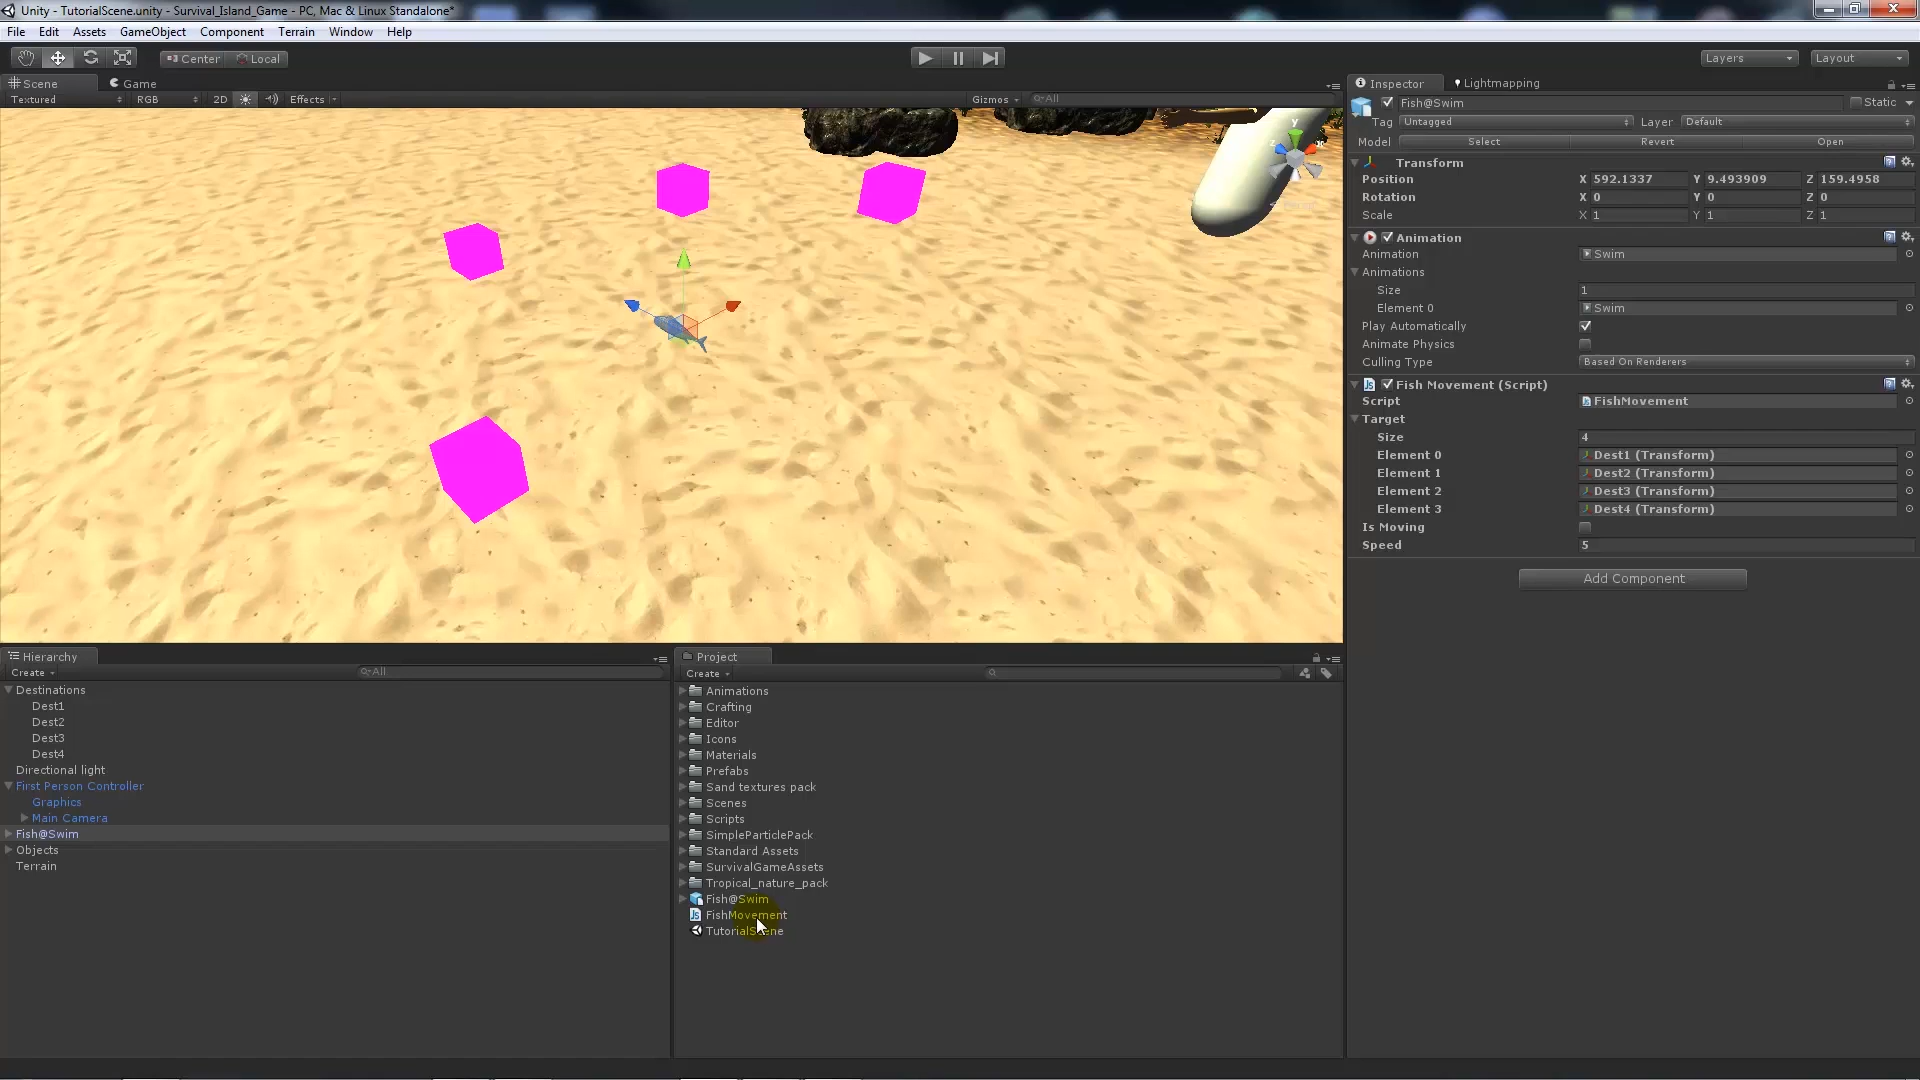 Unity - TutorialScene.unity - Survival_Island_Game - PC, Mac & Linux Standalone*
File Edit Assets GameObject Component Terrain Window Help
Center Local
Layers Layout
Scene Game
Textured RGB 2D Effects Gizmos All
y
x
z
Inspector Lightmapping
Fish@Swim Static
Tag Untagged Layer Default
Model Select Revert Open
Transform
Position X 592.1337 Y 9.493909 Z 159.4958
Rotation X 0 Y 0 Z 0
Scale X 1 Y 1 Z 1
Animation
Animation Swim
Animations
Size 1
Element 0 Swim
Play Automatically
Animate Physics
Culling Type Based On Renderers
Fish Movement (Script)
Script FishMovement
Target
Size 4
Element 0 Dest1 (Transform)
Element 1 Dest2 (Transform)
Element 2 Dest3 (Transform)
Element 3 Dest4 (Transform)
Is Moving
Speed 5
Add Component
Hierarchy
Create All
Destinations
Dest1
Dest2
Dest3
Dest4
Directional light
First Person Controller
Graphics
Main Camera
Fish@Swim
Objects
Terrain
Project
Create
Animations
Crafting
Editor
Icons
Materials
Prefabs
Sand textures pack
Scenes
Scripts
SimpleParticlePack
Standard Assets
SurvivalGameAssets
Tropical_nature_pack
Fish@Swim
Js FishMovement
TutorialScene